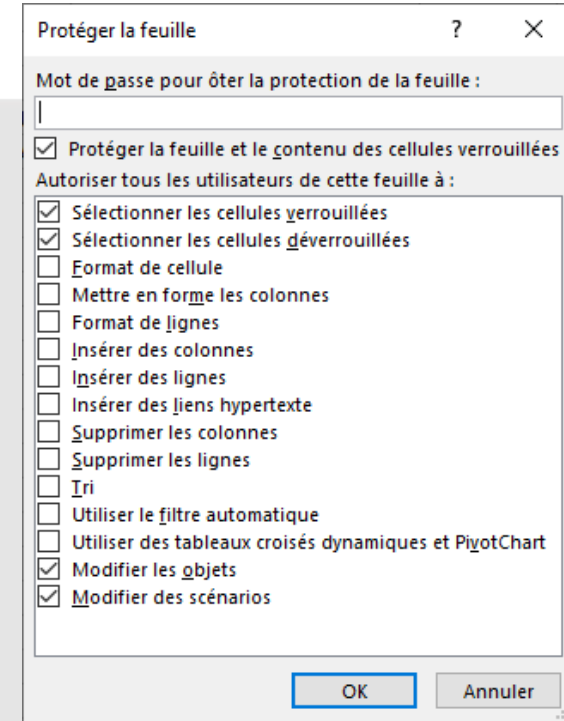 Protéger la feuille ? ×
Mot de passe pour ôter la protection de la feuille :
Protéger la feuille et le contenu des cellules verrouillées
Autoriser tous les utilisateurs de cette feuille à :
Sélectionner les cellules verrouillées
Sélectionner les cellules déverrouillées
Format de cellule
Mettre en forme les colonnes
Format de lignes
Insérer des colonnes
Insérer des lignes
Insérer des liens hypertexte
Supprimer les colonnes
Supprimer les lignes
Tri
Utiliser le filtre automatique
Utiliser des tableaux croisés dynamiques et PivotChart
Modifier les objets
Modifier des scénarios
OK Annuler